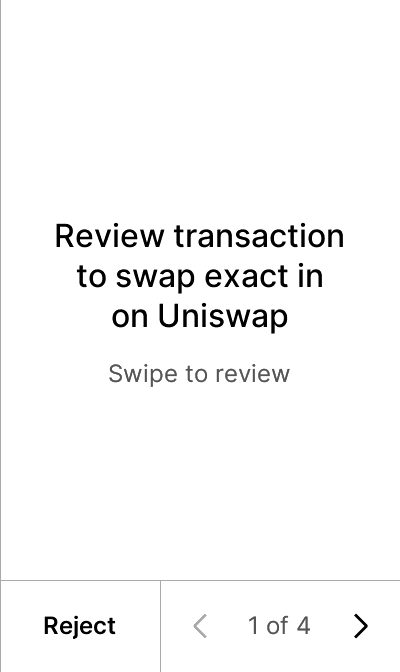 Review transaction
to swap exact in
on Uniswap
Swipe to review
Reject
1 of 4